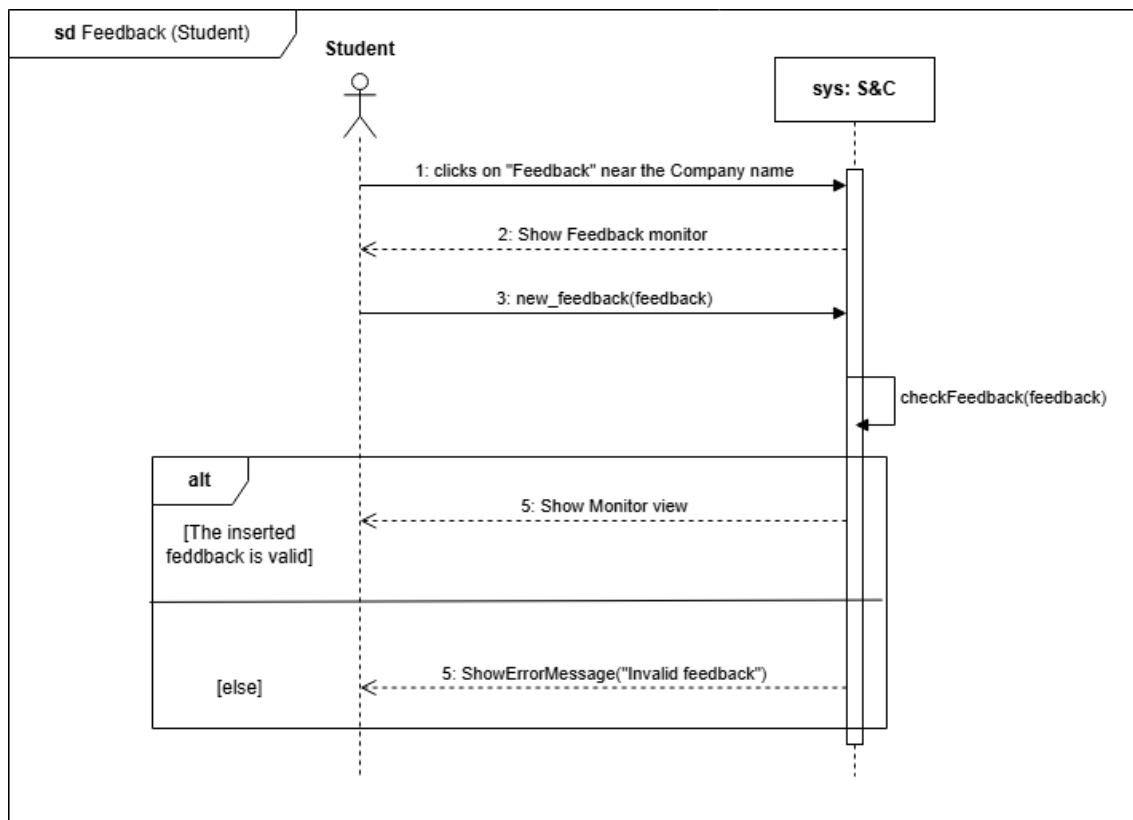 sd Feedback (Student)
Student
sys: S&C
1: clicks on "Feedback" near the Company name
2: Show Feedback monitor
3: new_feedback(feedback)
checkFeedback(feedback)
alt
5: Show Monitor view
[The inserted
feddback is valid]
5: ShowErrorMessage("Invalid feedback")
[else]